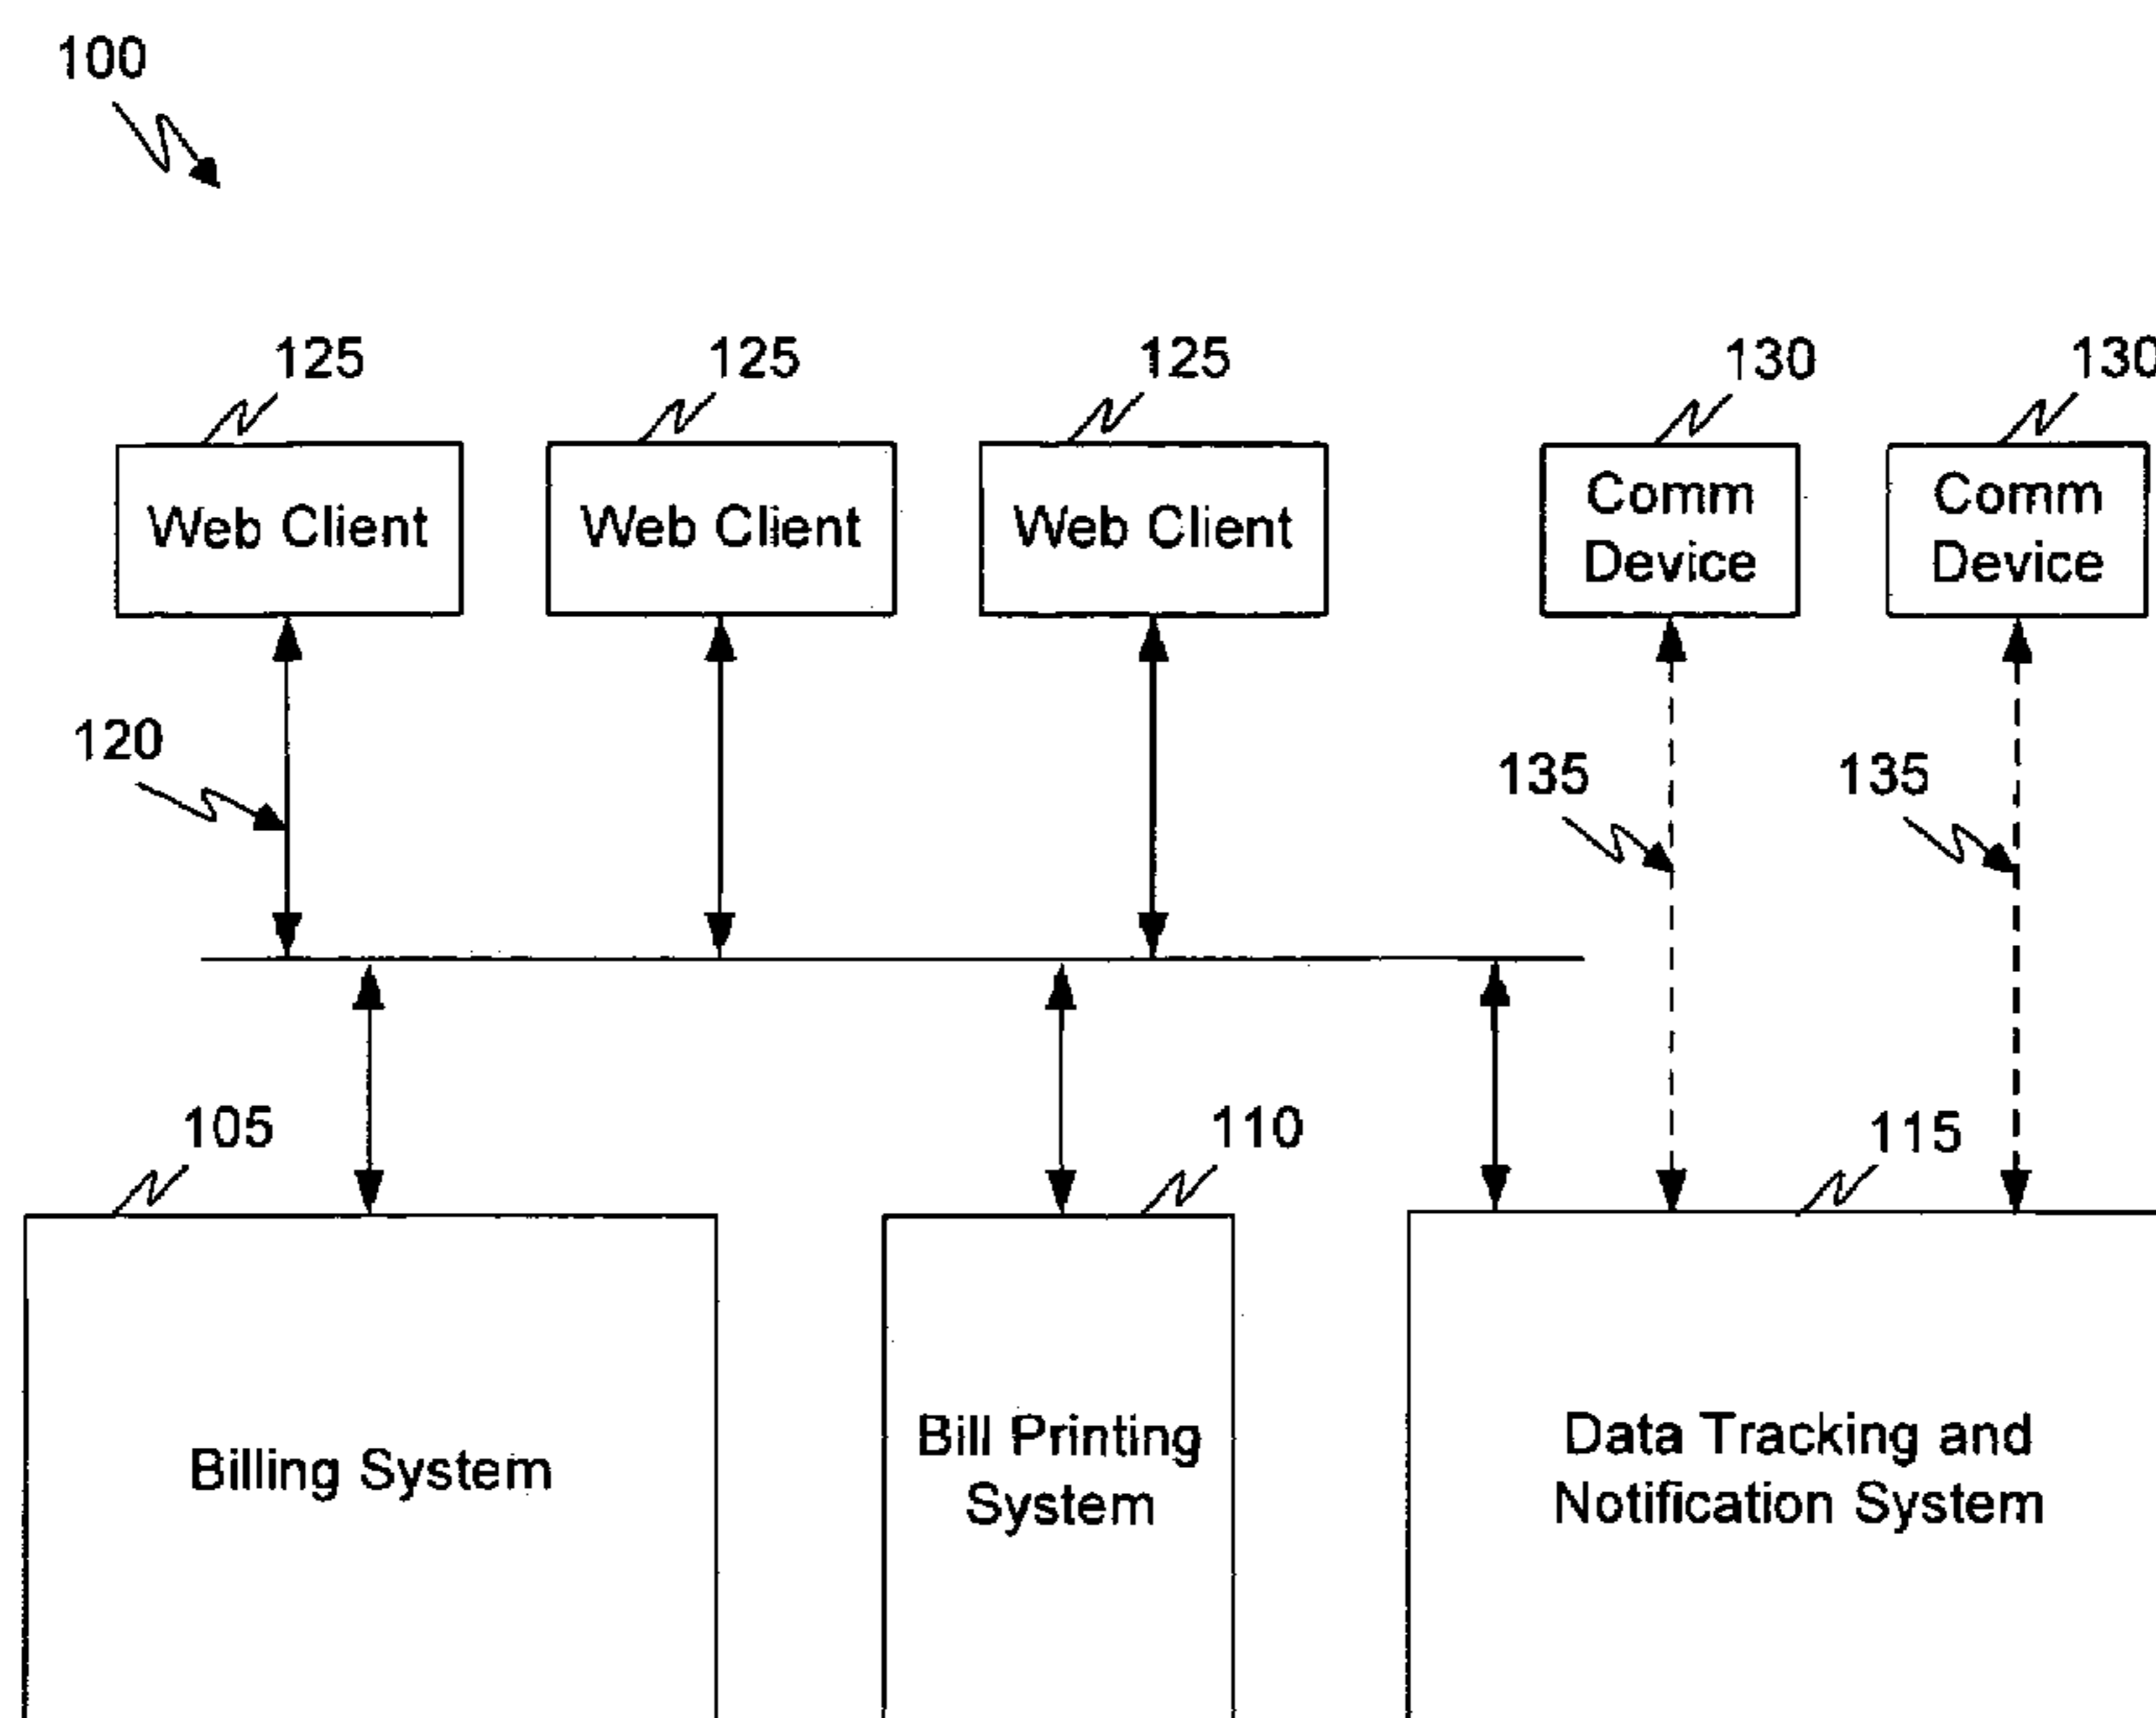 100
125 125 125 130 130
Web Client Web Client Web Client Comm Device Comm Device
120 135 135
105 110 115
Billing System
Bill Printing
System
Data Tracking and
Notification System